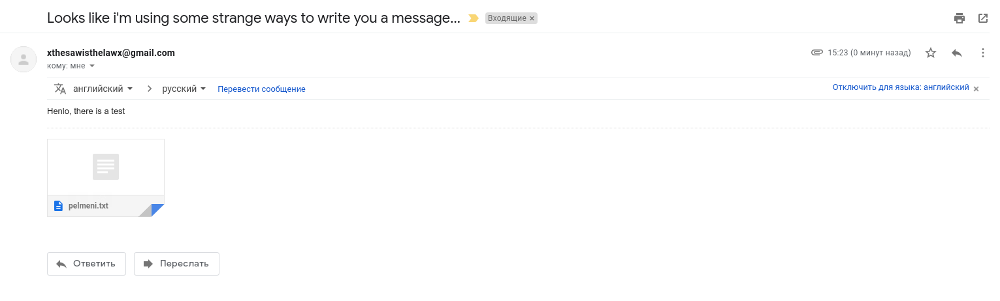 Looks like i'm using some strange ways to write you a message... Входящие ×
xthesawisthelawx@gmail.com 15:23 (0 минут назад)
кому: мне
английский русский Перевести сообщение Отключить для языка: английский ×
Henlo, there is a test
pelmeni.txt
Ответить Переслать